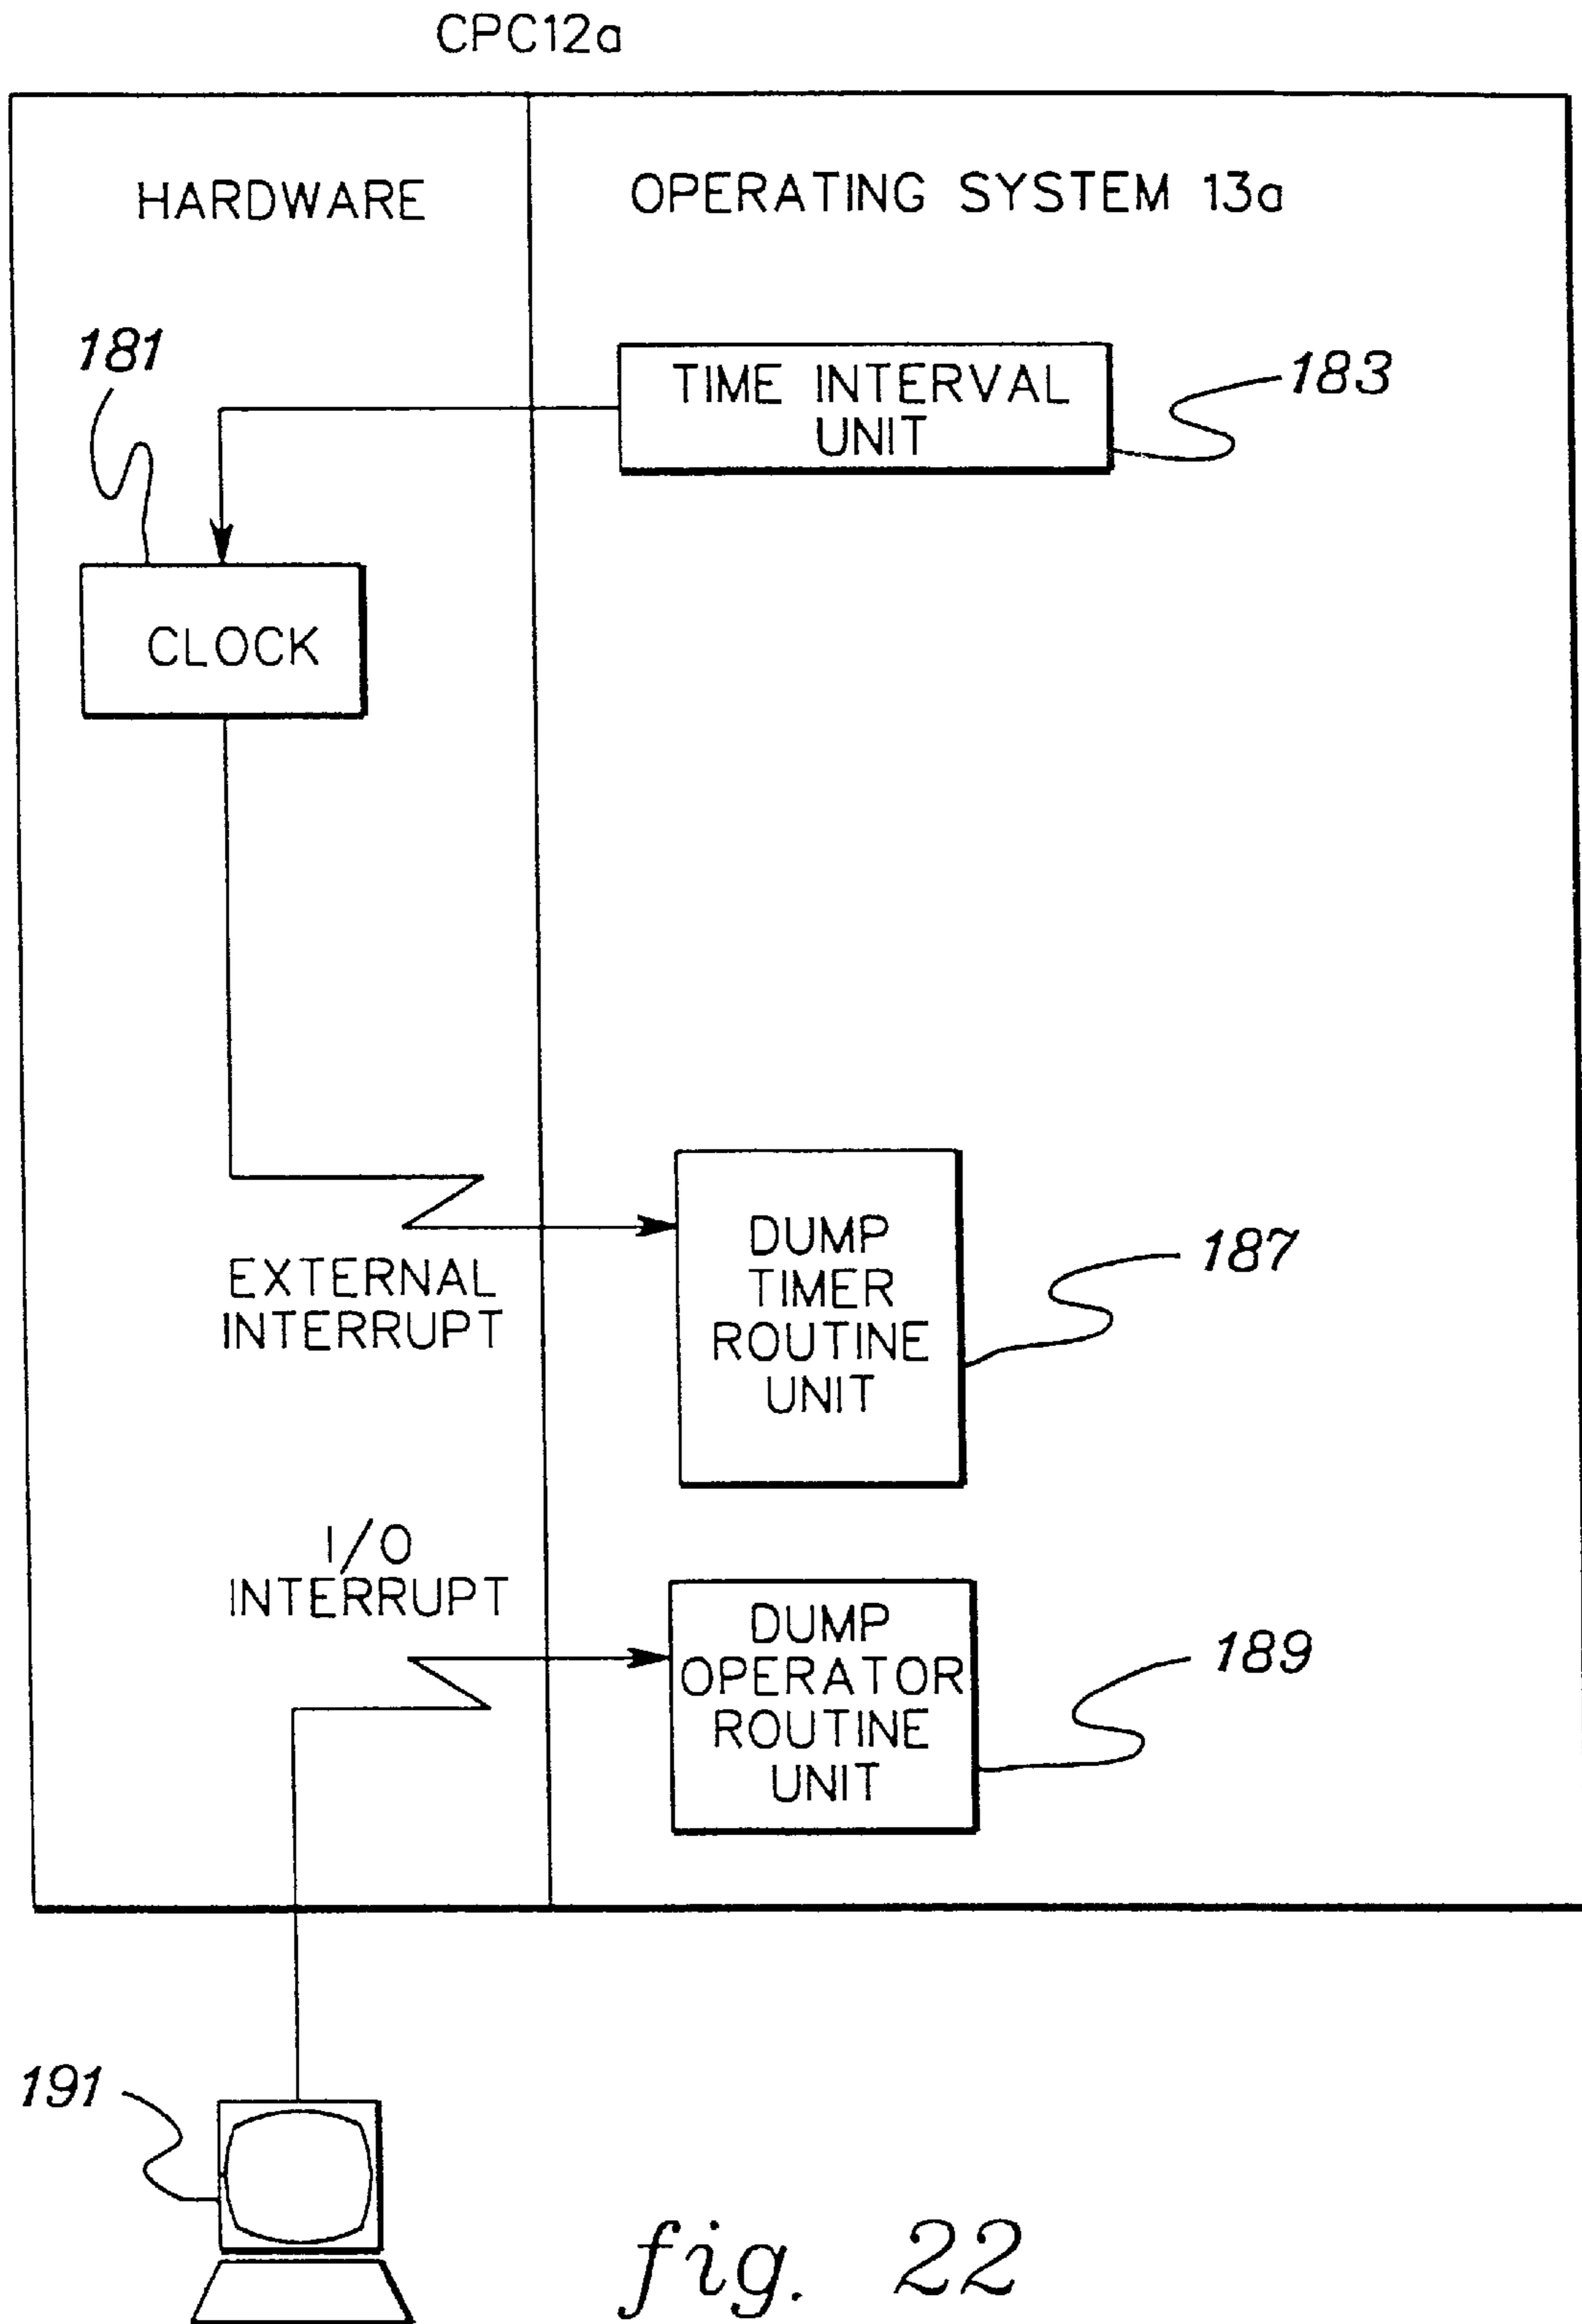 CPC12a
HARDWARE
OPERATING SYSTEM 13a
181
TIME INTERVAL
UNIT
183
CLOCK
EXTERNAL
INTERRUPT
DUMP
TIMER
ROUTINE
UNIT
187
I/O
INTERRUPT
DUMP
OPERATOR
ROUTINE
UNIT
189
191
fig. 22